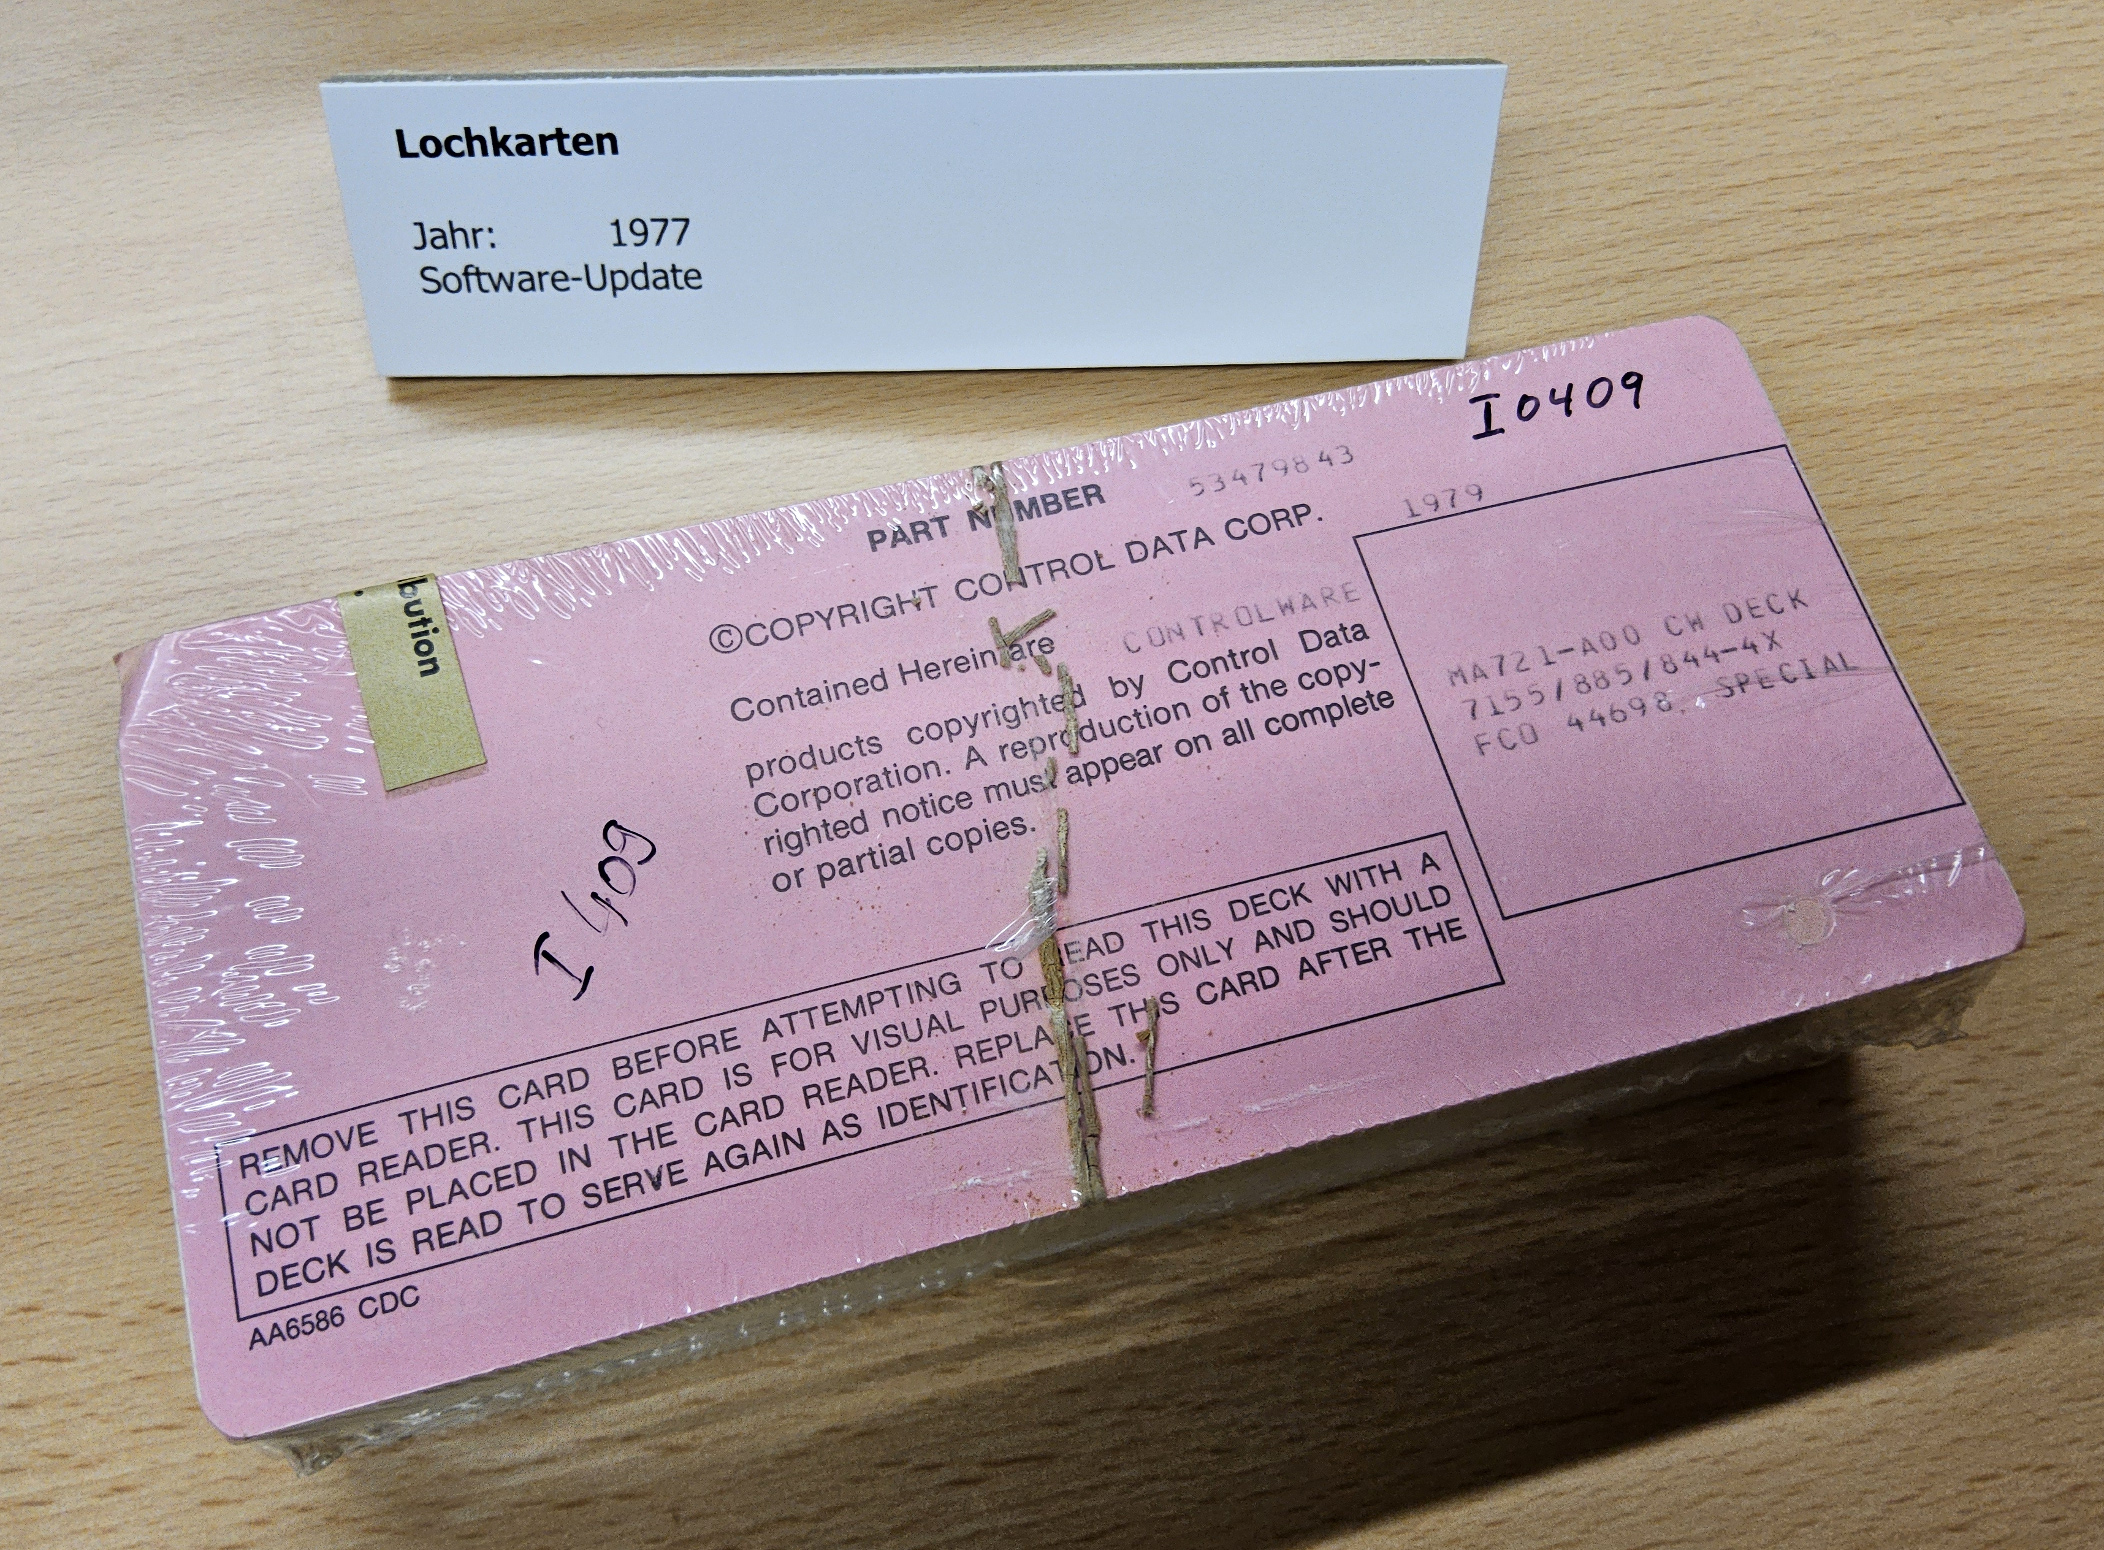 Lochkarten
Jahr: 1977
Software-Update
I0409
PART NUMBER 53479843
©COPYRIGHT CONTROL DATA CORP. 1979
Contained Herein are CONTROLWARE
products copyrighted by Control Data
Corporation. A reproduction of the copy-
righted notice must appear on all complete
or partial copies.
MA721-A00 CW DECK
7155/885/844-4X
FCO 44698, SPECIAL
bution
I 409
REMOVE THIS CARD BEFORE ATTEMPTING TO READ THIS DECK WITH A
CARD READER. THIS CARD IS FOR VISUAL PURPOSES ONLY AND SHOULD
NOT BE PLACED IN THE CARD READER. REPLACE THIS CARD AFTER THE
DECK IS READ TO SERVE AGAIN AS IDENTIFICATION.
AA6586 CDC